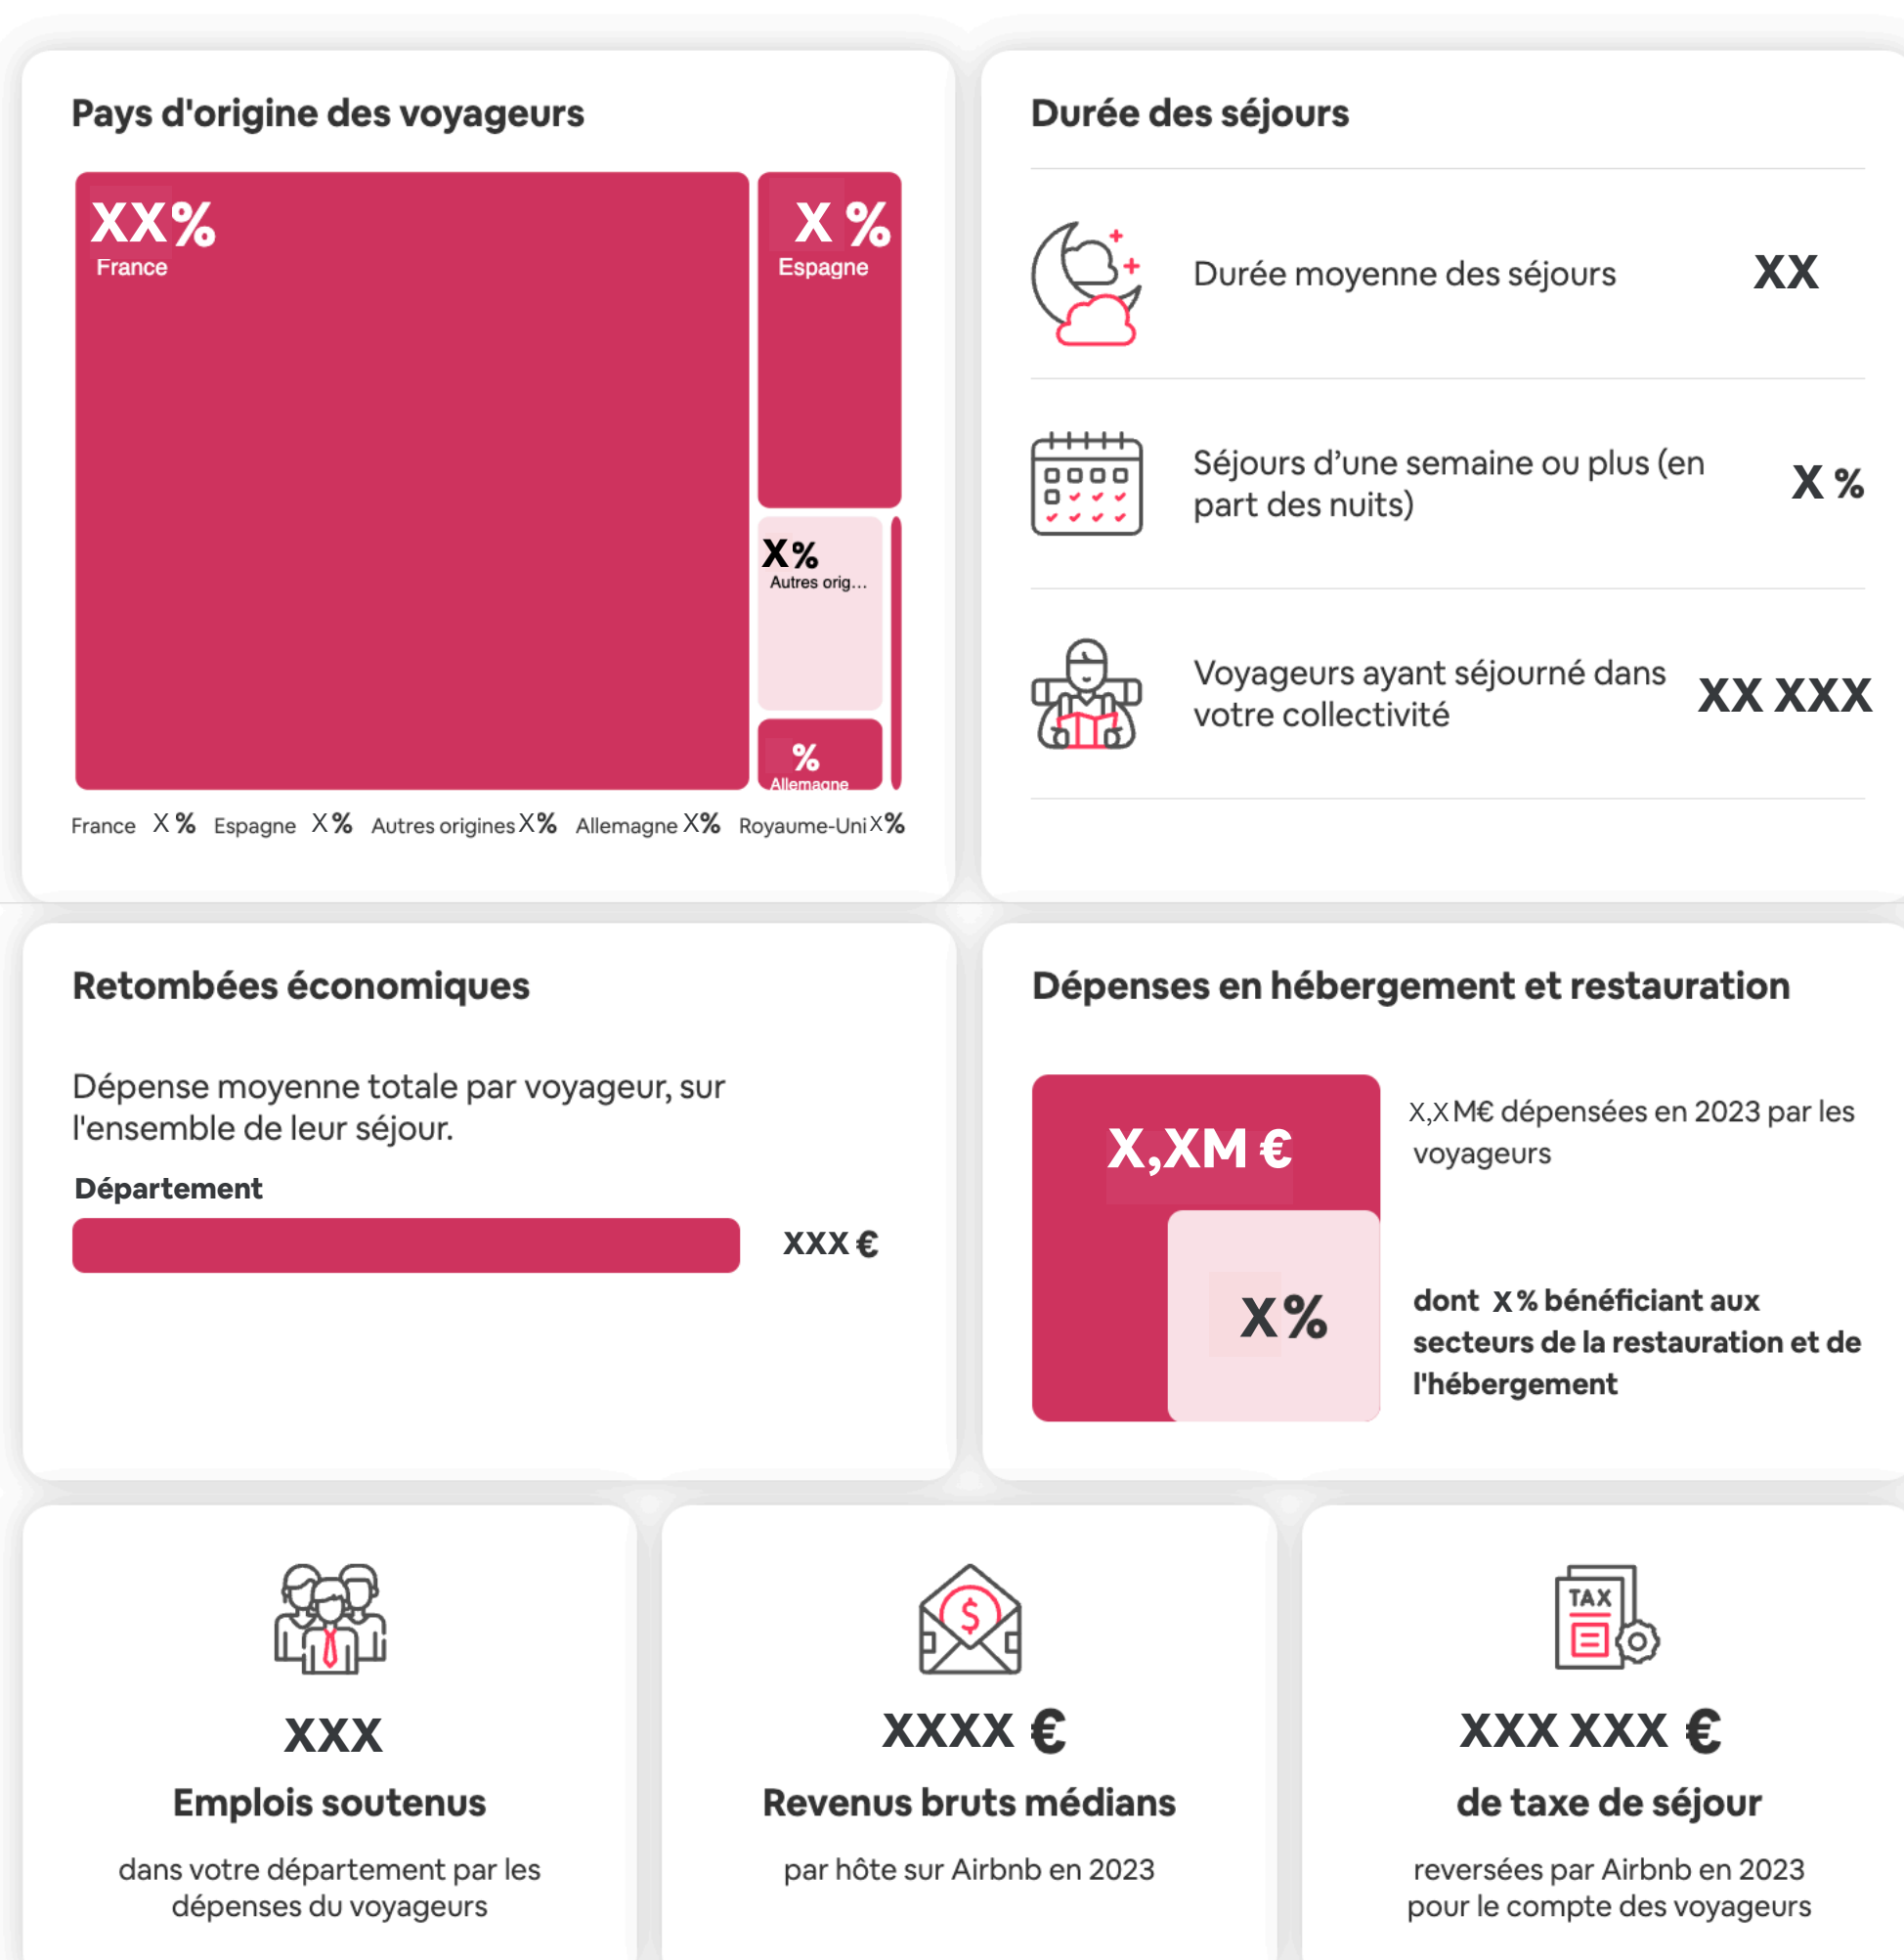 Pays d'origine des voyageurs
XX%
France
X %
Espagne
X%
Autres orig...
%
Allemagne
France X % Espagne X % Autres origines X% Allemagne X% Royaume-Uni X%
Durée des séjours
Durée moyenne des séjours XX
Séjours d’une semaine ou plus (en
part des nuits)
X %
Voyageurs ayant séjourné dans
votre collectivité
XX XXX
Retombées économiques
Dépense moyenne totale par voyageur, sur
l'ensemble de leur séjour.
Département
XXX €
Dépenses en hébergement et restauration
X,XM €
X,XM€ dépensées en 2023 par les
voyageurs
X%
dont X% bénéficiant aux
secteurs de la restauration et de
l'hébergement
XXX
Emplois soutenus
dans votre département par les
dépenses du voyageurs
$
XXXX €
Revenus bruts médians
par hôte sur Airbnb en 2023
TAX
XXX XXX €
de taxe de séjour
reversées par Airbnb en 2023
pour le compte des voyageurs